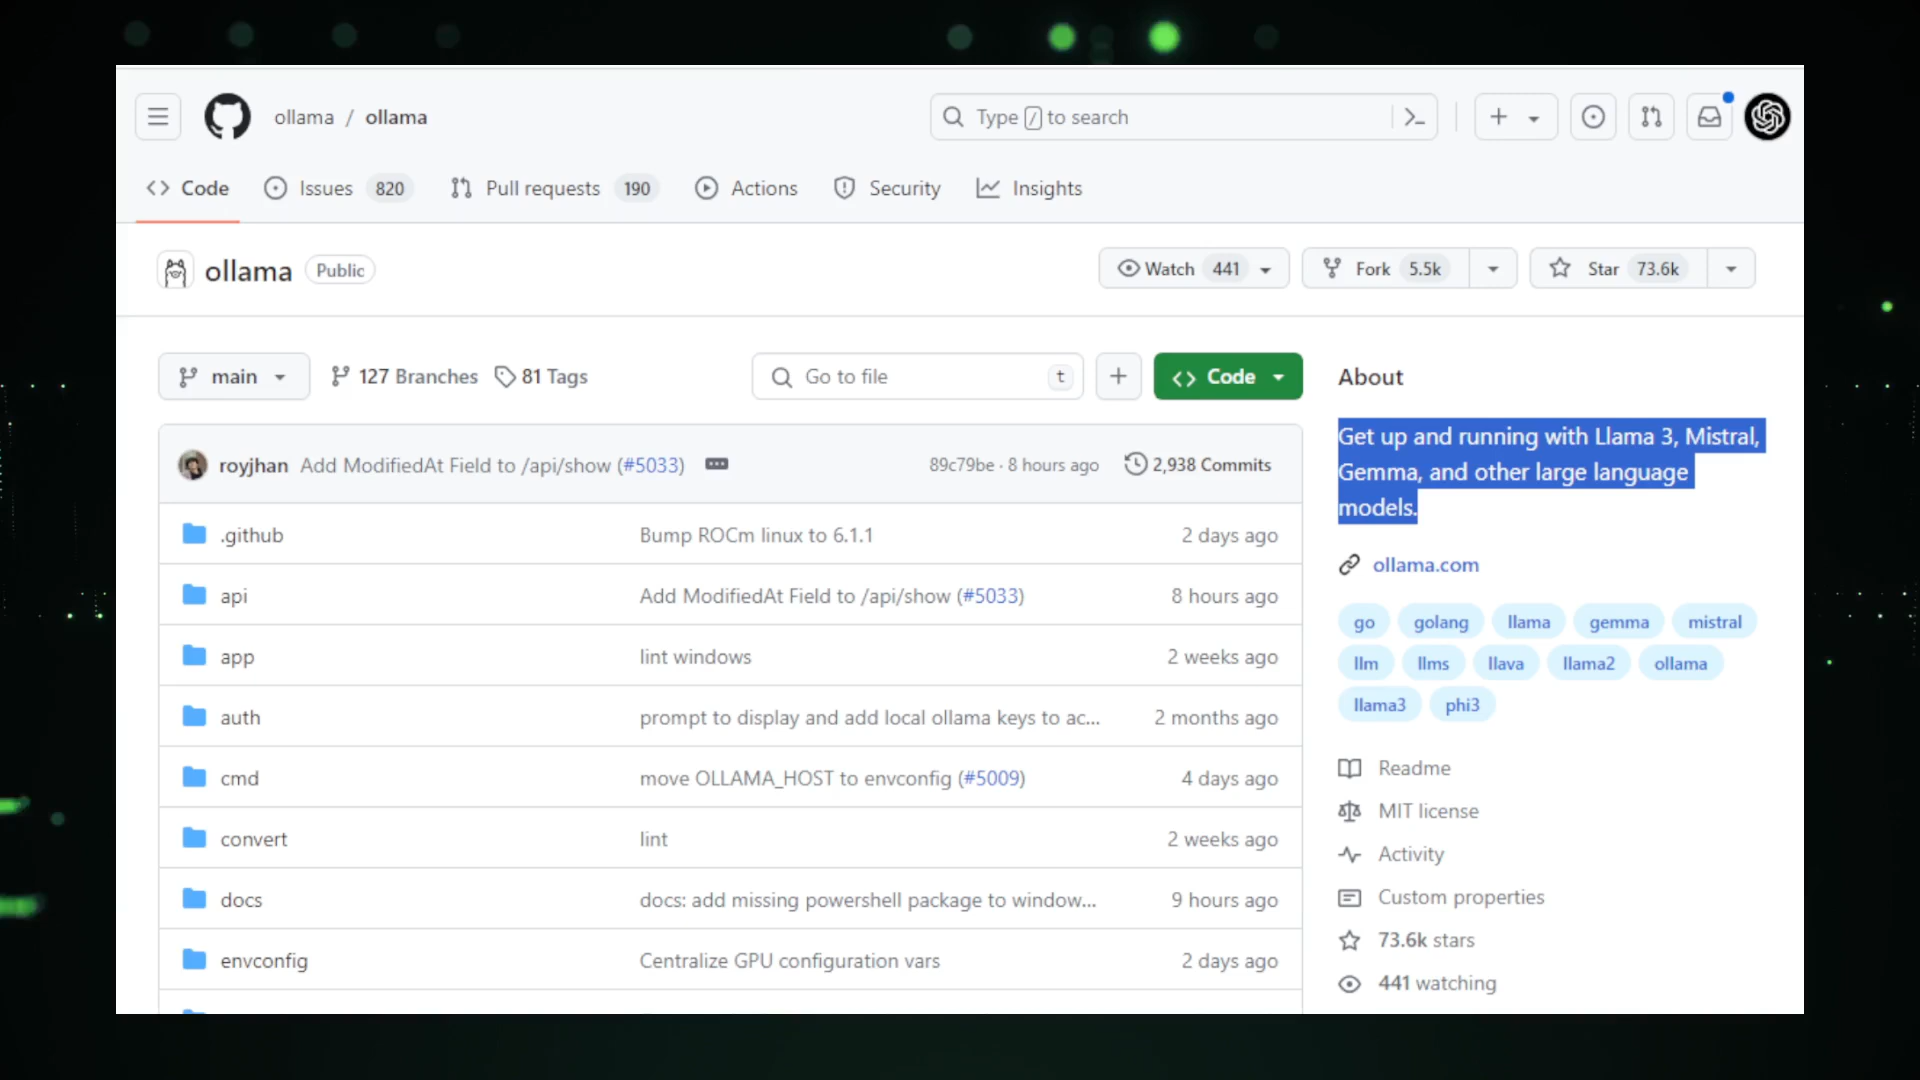 ollama / ollama
Type / to search
Code
Issues 820
Pull requests 190
Actions
Security
Insights
ollama Public
Watch 441
Fork 5.5k
Star 73.6k
main
127 Branches
81 Tags
Go to file t
Code
About
royjhan Add ModifiedAt Field to /api/show (#5033)
89c79be · 8 hours ago
2,938 Commits
.github Bump ROCm linux to 6.1.1 2 days ago
api Add ModifiedAt Field to /api/show (#5033) 8 hours ago
app lint windows 2 weeks ago
auth prompt to display and add local ollama keys to ac... 2 months ago
cmd move OLLAMA_HOST to envconfig (#5009) 4 days ago
convert lint 2 weeks ago
docs docs: add missing powershell package to window... 9 hours ago
envconfig Centralize GPU configuration vars 2 days ago
Get up and running with Llama 3, Mistral,
Gemma, and other large language
models.
ollama.com
go golang llama gemma mistral
llm llms llava llama2 ollama
llama3 phi3
Readme
MIT license
Activity
Custom properties
73.6k stars
441 watching